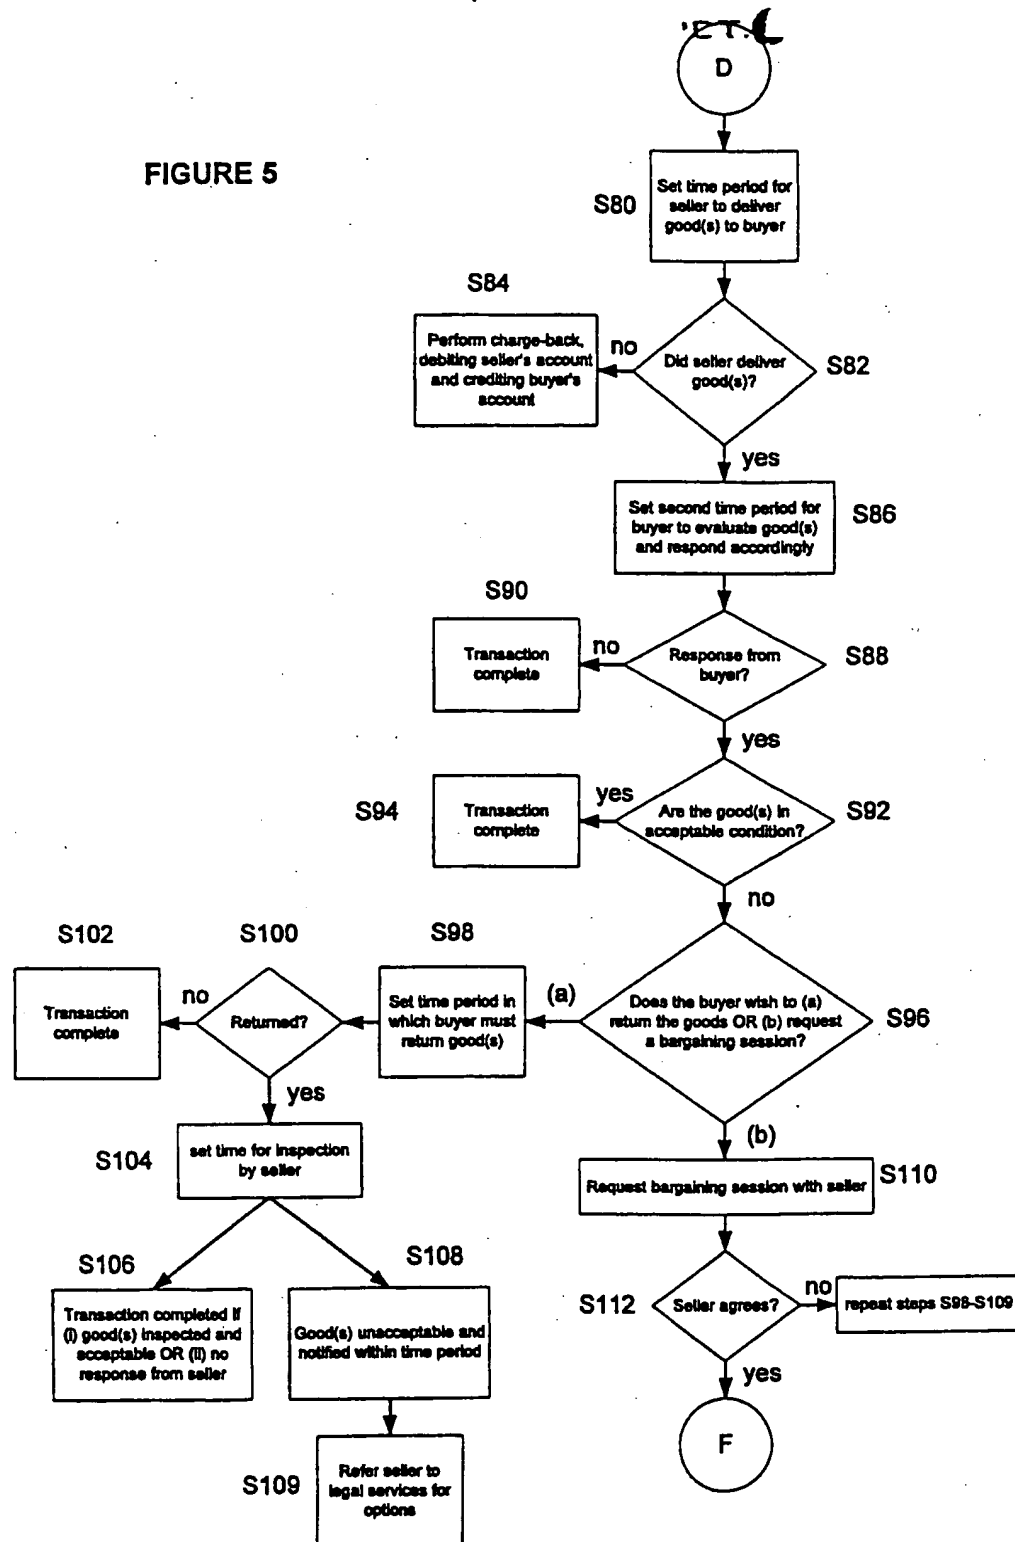 D
FIGURE 5
S80
Set time period for
seller to deliver
good(s) to buyer
S84
Perform charge-back,
debiting seller's account
and crediting buyer's
account
no
Did seller deliver
good(s)?
S82
yes
Set second time period for
buyer to evaluate good(s)
and respond accordingly
S86
S90
Transaction
complete
no
Response from
buyer?
S88
yes
S94
Transaction
complete
yes
Are the good(s) in
acceptable condition?
S92
no
S102
S100
S98
Transaction
complete
no
Returned?
Set time period in
which buyer must
return good(s)
(a)
Does the buyer wish to (a)
return the goods OR (b) request
a bargaining session?
S96
yes
(b)
S104
set time for inspection
by seller
Request bargaining session with seller
S110
S106
S108
Transaction completed if
(i) good(s) inspected and
acceptable OR (ii) no
response from seller
Good(s) unacceptable and
notified within time period
S112
Seller agrees?
no
repeat steps S98-S109
yes
F
S109
Refer seller to
legal services for
options